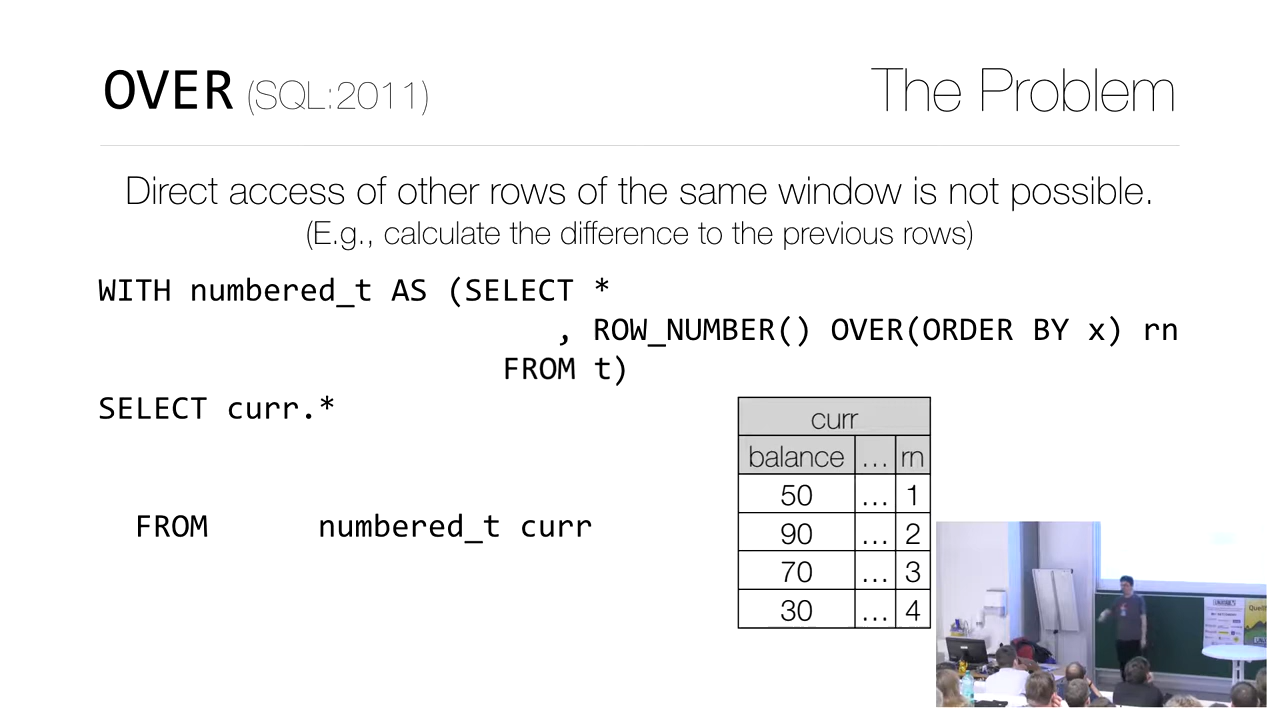 OVER (SQL:2011)
The Problem
Direct access of other rows of the same window is not possible.
(E.g., calculate the difference to the previous rows)
WITH numbered_t AS (SELECT *
, ROW_NUMBER() OVER(ORDER BY x) rn
FROM t)
SELECT curr.*
FROM numbered_t curr
curr
balance … rn
50 … 1
90 … 2
70 … 3
30 … 4